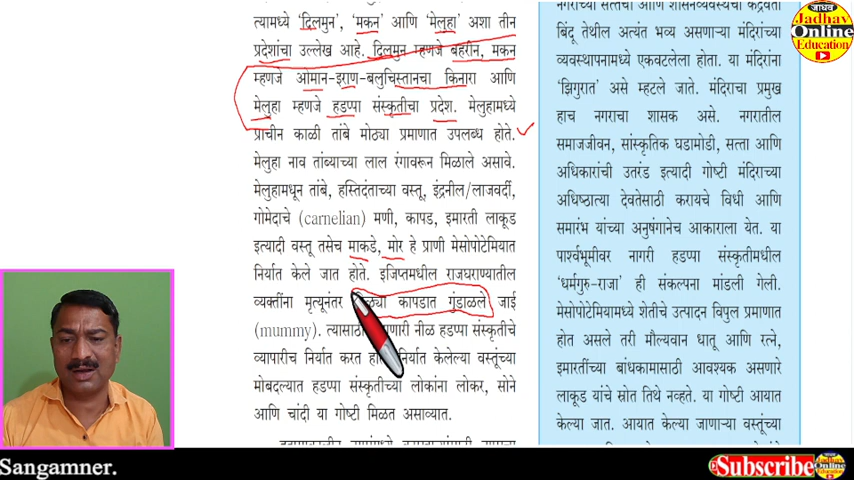 त्यामध्ये 'दिलमुन', 'मकन' आणि 'मेलुहा' अशा तीन
प्रदेशांचा उल्लेख आहे. दिलमुन म्हणजे बहरीन, मकन
म्हणजे ओमान-इराण-बलुचिस्तानचा किनारा आणि
मेलुहा म्हणजे हडप्पा संस्कृतीचा प्रदेश. मेलुहामध्ये
प्राचीन काळी तांबे मोठ्या प्रमाणात उपलब्ध होते.
मेलुहा नाव तांब्याच्या लाल रंगावरून मिळाले असावे.
मेलुहामधून तांबे, हस्तिदंताच्या वस्तू, इंद्रनील/लाजवर्दी,
गोमेदाचे (carnelian) मणी, कापड, इमारती लाकूड
इत्यादी वस्तू तसेच माकडे, मोर हे प्राणी मेसोपोटेमियात
निर्यात केले जात होते. इजिप्तमधील राजघराण्यातील
व्यक्तींना मृत्यूनंतर कापडात गुंडाळले जाई
(mummy). त्यासाठी नीळ हडप्पा संस्कृतीचे
व्यापारीच निर्यात करत निर्यात केलेल्या वस्तूंच्या
मोबदल्यात हडप्पा संस्कृतीच्या लोकांना लोकर, सोने
आणि चांदी या गोष्टी मिळत असाव्यात.
नगराच्या सत्तेचा आणि शासनव्यवस्थेचा केंद्रवर्ती
बिंदू तेथील अत्यंत भव्य असणाऱ्या मंदिरांच्या
व्यवस्थापनामध्ये एकवटलेला होता. या मंदिरांना
'झिगुरात' असे म्हटले जाते. मंदिराचा प्रमुख
हाच नगराचा शासक असे. नगरातील
समाजजीवन, सांस्कृतिक घडामोडी, सत्ता आणि
अधिकारांची उतरंड इत्यादी गोष्टी मंदिराच्या
अधिष्ठात्या देवतेसाठी करायचे विधी आणि
समारंभ यांच्या अनुषंगानेच आकाराला येत. या
पार्श्वभूमीवर नागरी हडप्पा संस्कृतीमधील
'धर्मगुरु-राजा' ही संकल्पना मांडली गेली.
मेसोपोटेमियामध्ये शेतीचे उत्पादन विपुल प्रमाणात
होत असले तरी मौल्यवान धातू आणि रत्ने,
इमारतींच्या बांधकामासाठी आवश्यक असणारे
लाकूड यांचे स्रोत तिथे नव्हते. या गोष्टी आयात
केल्या जात. आयात केल्या जाणाऱ्या वस्तूंच्या
जाधव
Jadhav
Online
Education
Sangamner.
Subscribe
Jadhav
Online
Education